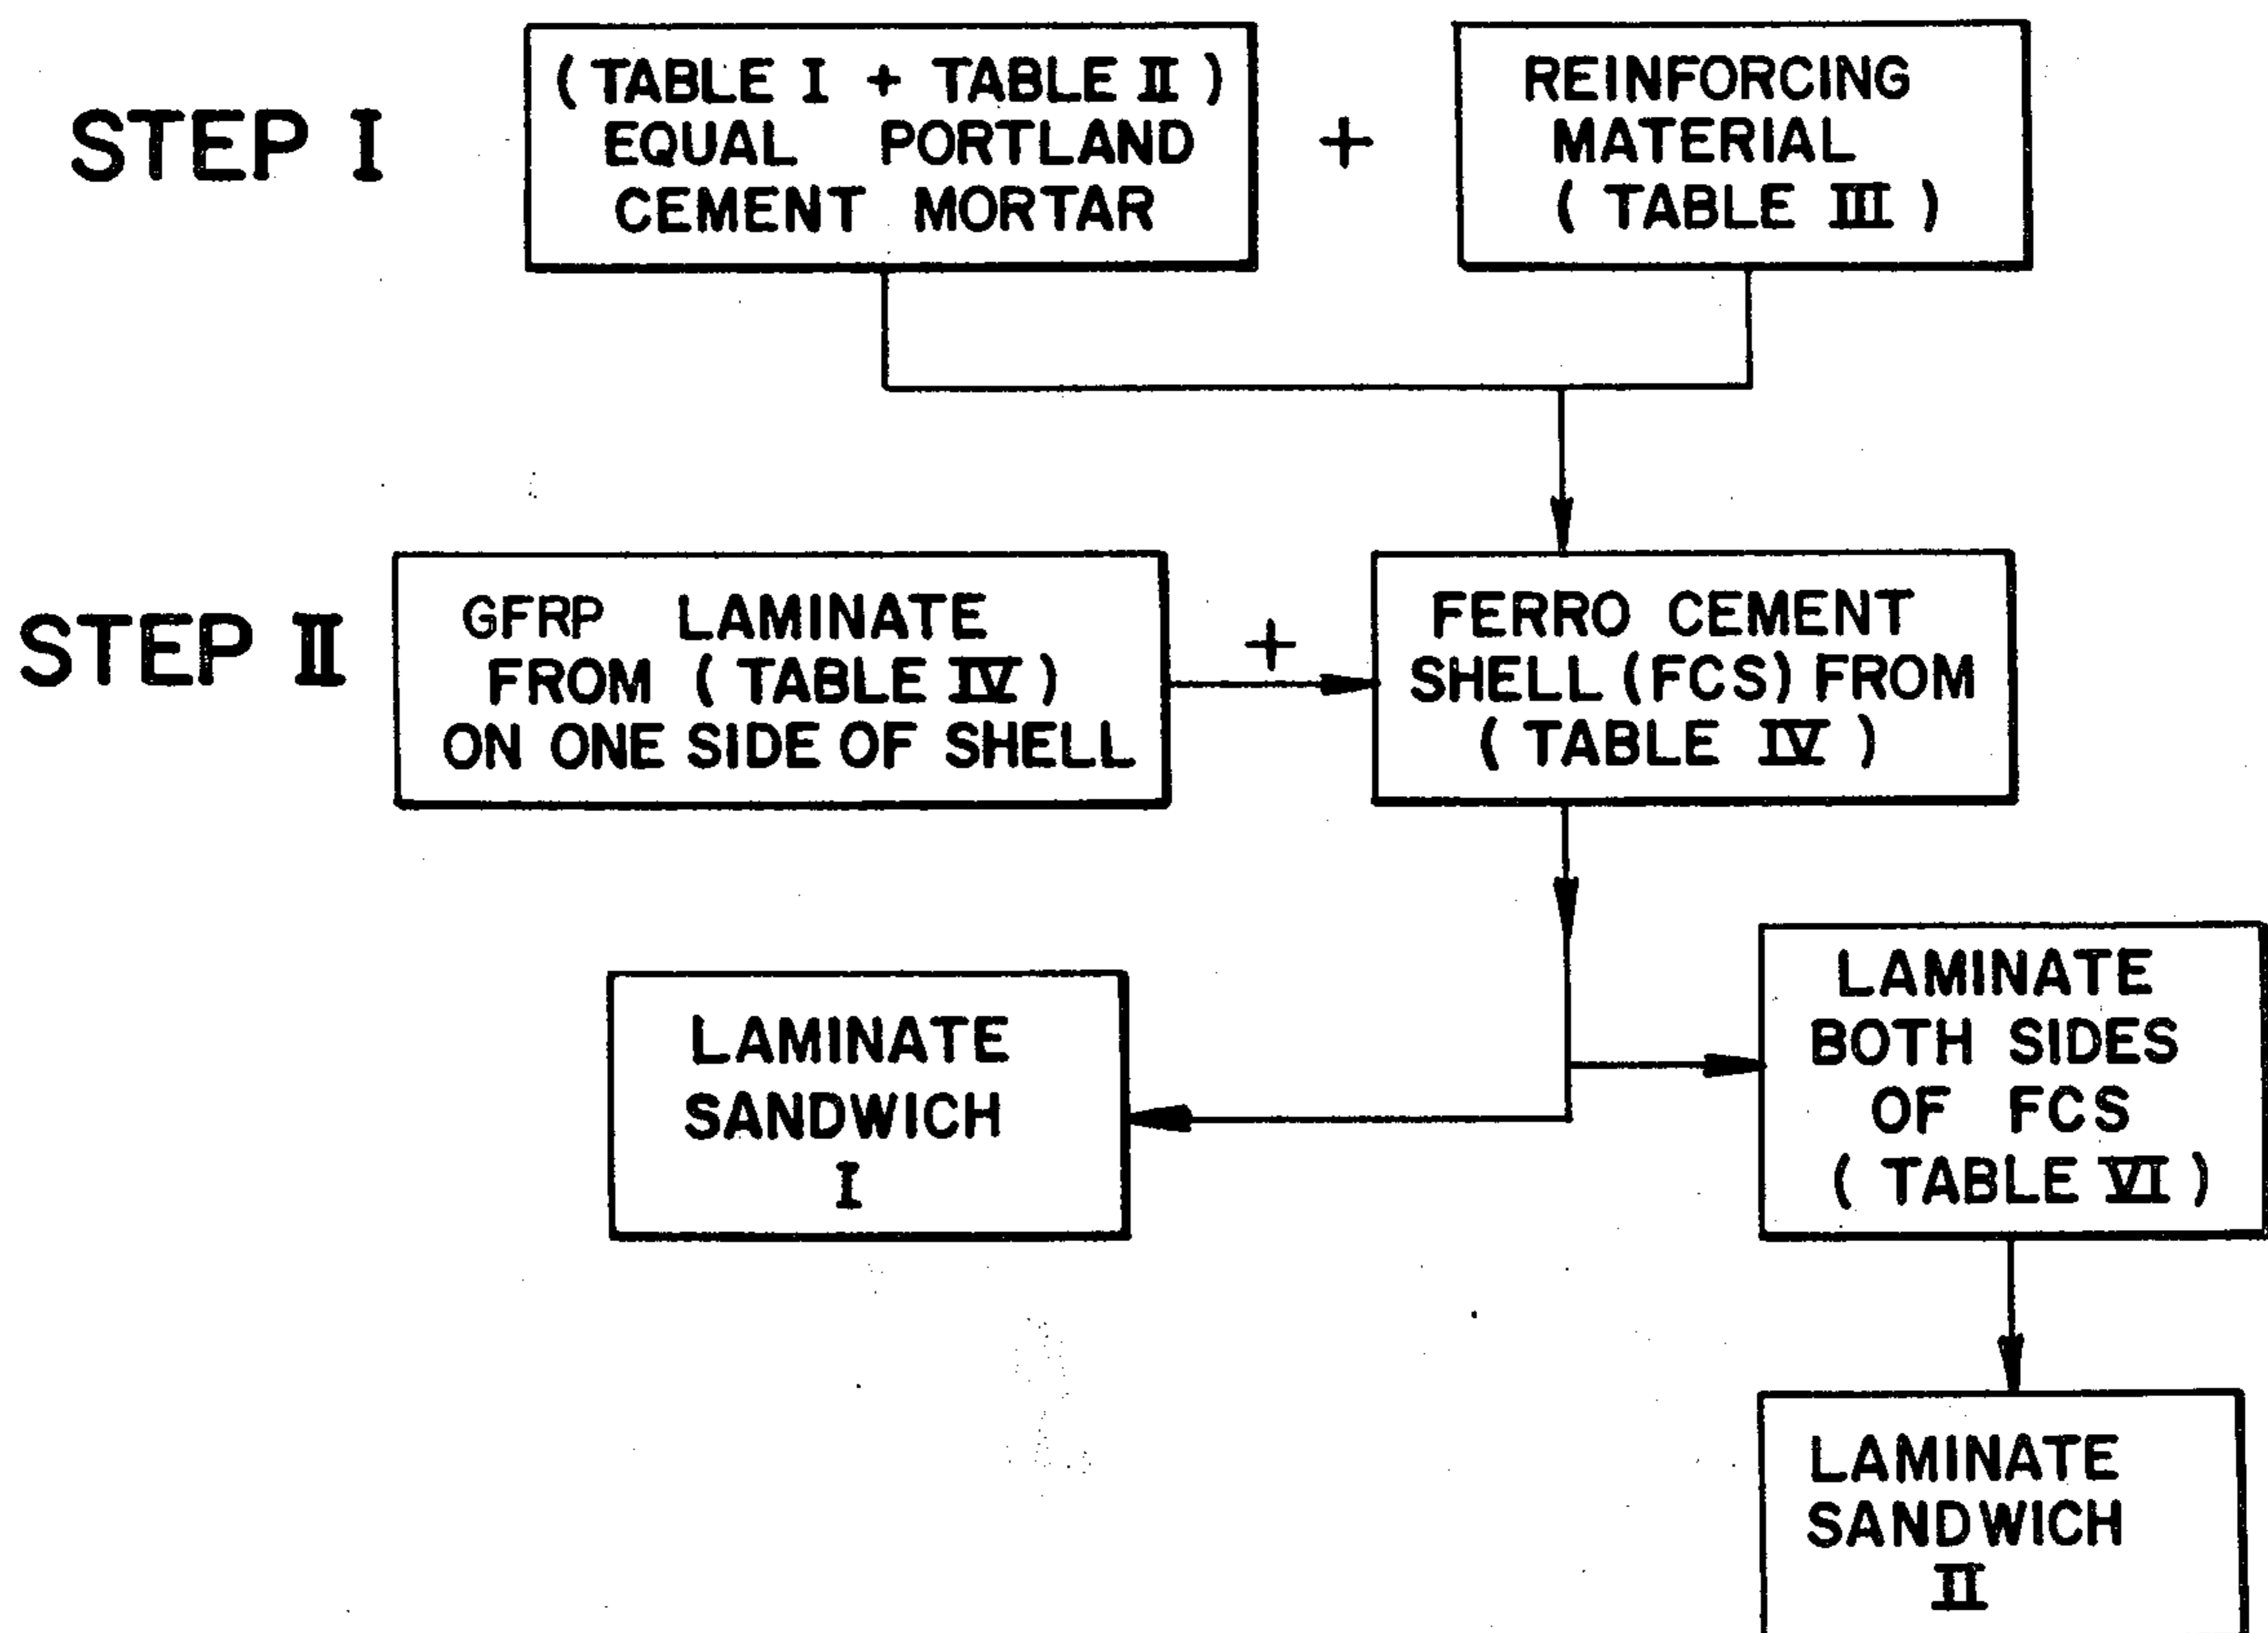 STEP I
( TABLE I + TABLE II )
EQUAL PORTLAND
CEMENT MORTAR
+
REINFORCING
MATERIAL
( TABLE III )
STEP II
GFRP LAMINATE
FROM ( TABLE IV )
ON ONE SIDE OF SHELL
+
FERRO CEMENT
SHELL (FCS) FROM
( TABLE IV )
LAMINATE
SANDWICH
I
LAMINATE
BOTH SIDES
OF FCS
( TABLE VI )
LAMINATE
SANDWICH
II